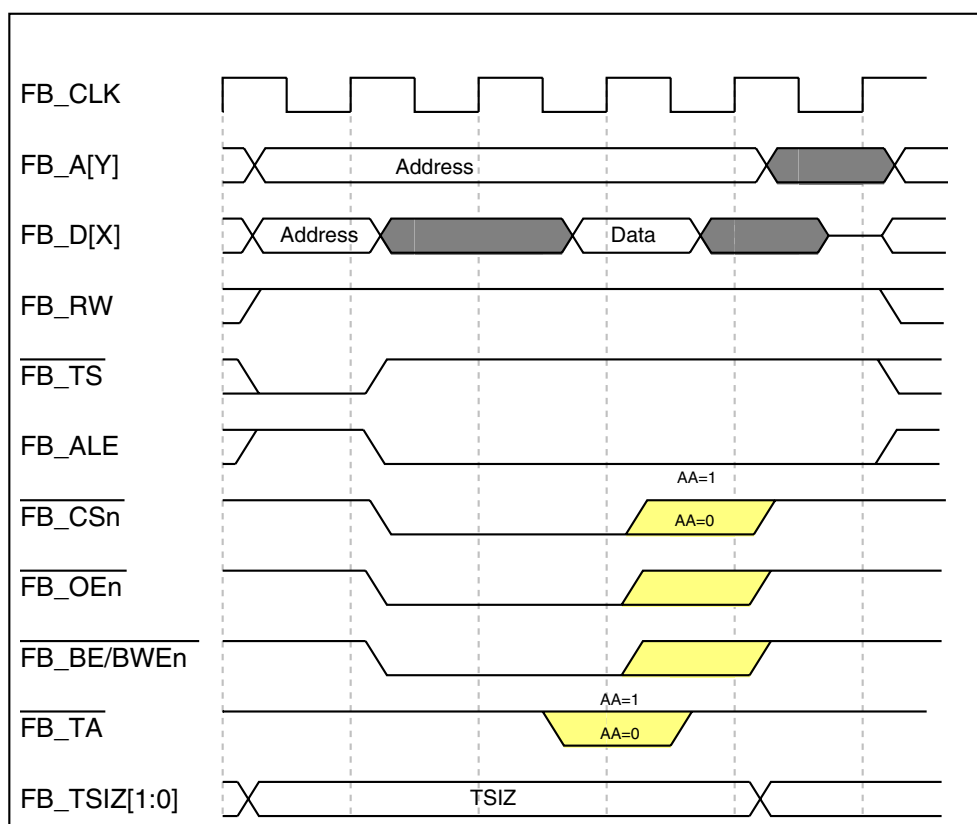 FB_CLK
FB_A[Y]
Address
FB_D[X]
Address
Data
FB_RW
FB_TS
FB_ALE
AA=1
FB_CSn
AA=0
FB_OEn
FB_BE/BWEn
AA=1
FB_TA
AA=0
FB_TSIZ[1:0]
TSIZ